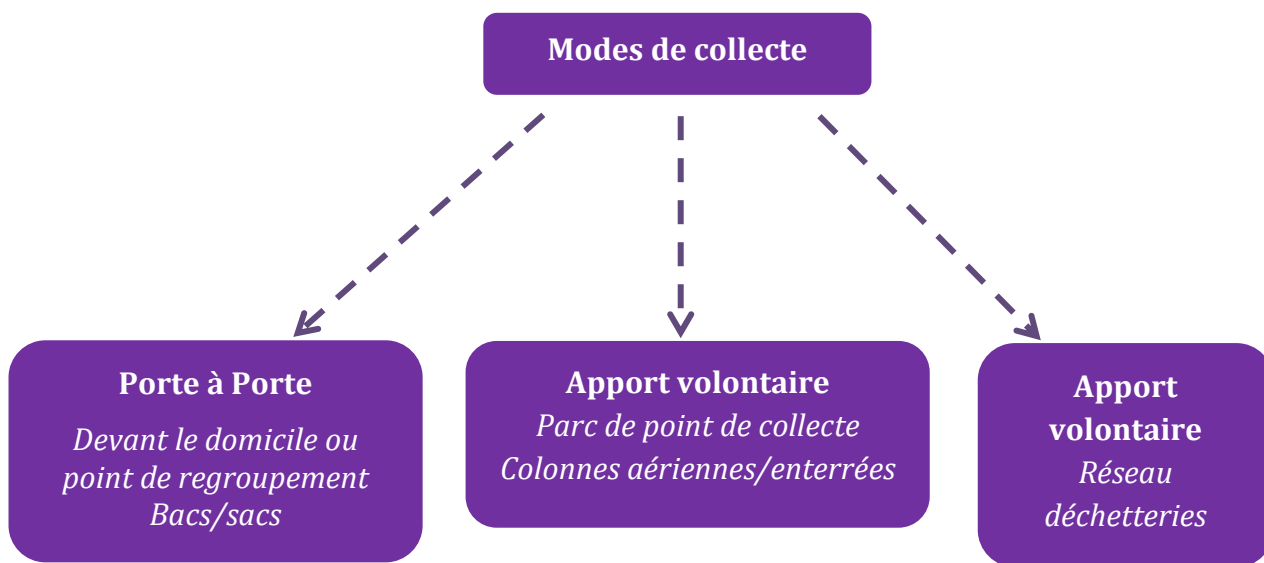 Modes de collecte
Porte à Porte
Devant le domicile ou
point de regroupement
Bacs/sacs
Apport volontaire
Parc de point de collecte
Colonnes aériennes/enterrées
Apport
volontaire
Réseau
déchetteries